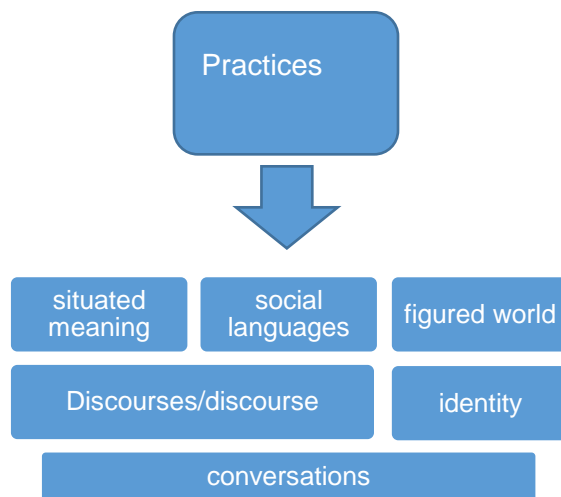 Practices
situated
meaning
social
languages
figured world
Discourses/discourse
identity
conversations